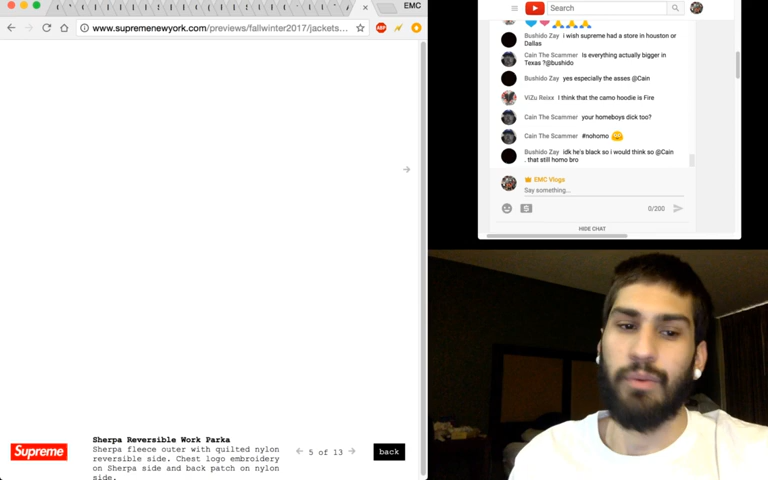 EMC
www.supremenewyork.com/previews/fallwinter2017/jackets...
ABP
Search
Bushido Zay i wish supreme had a store in houston or
Dallas
Cain The Scammer Is everything actually bigger in
Texas ?@bushido
Bushido Zay yes especially the asses @Cain
ViZu Reixx I think that the camo hoodie is Fire
Cain The Scammer your homeboys dick too?
Cain The Scammer #nohomo 🤗
Bushido Zay idk he's black so i would think so @Cain
. that still homo bro
EMC Vlogs
Say something...
0/200
HIDE CHAT
Supreme
Sherpa Reversible Work Parka
Sherpa fleece outer with quilted nylon
reversible side. Chest logo embroidery
on Sherpa side and back patch on nylon
side.
5 of 13
back